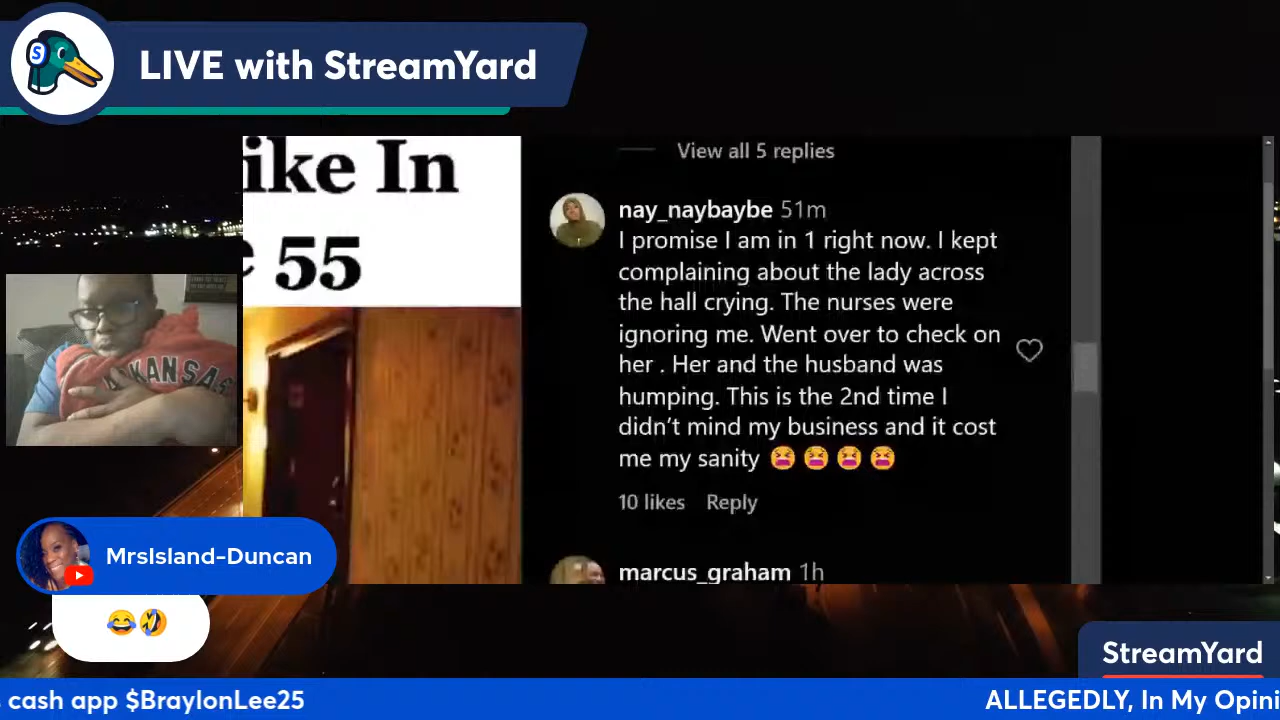 S
LIVE with StreamYard
ike In
55
View all 5 replies
nay_naybaybe 51m
I promise I am in 1 right now. I kept
complaining about the lady across
the hall crying. The nurses were
ignoring me. Went over to check on
her . Her and the husband was
humping. This is the 2nd time I
didn’t mind my business and it cost
me my sanity 😫 😫 😫 😫
10 likes Reply
marcus_graham 1h
KANSAS
MrsIsland-Duncan
😂🤣
StreamYard
cash app $BraylonLee25
ALLEGEDLY, In My Opini